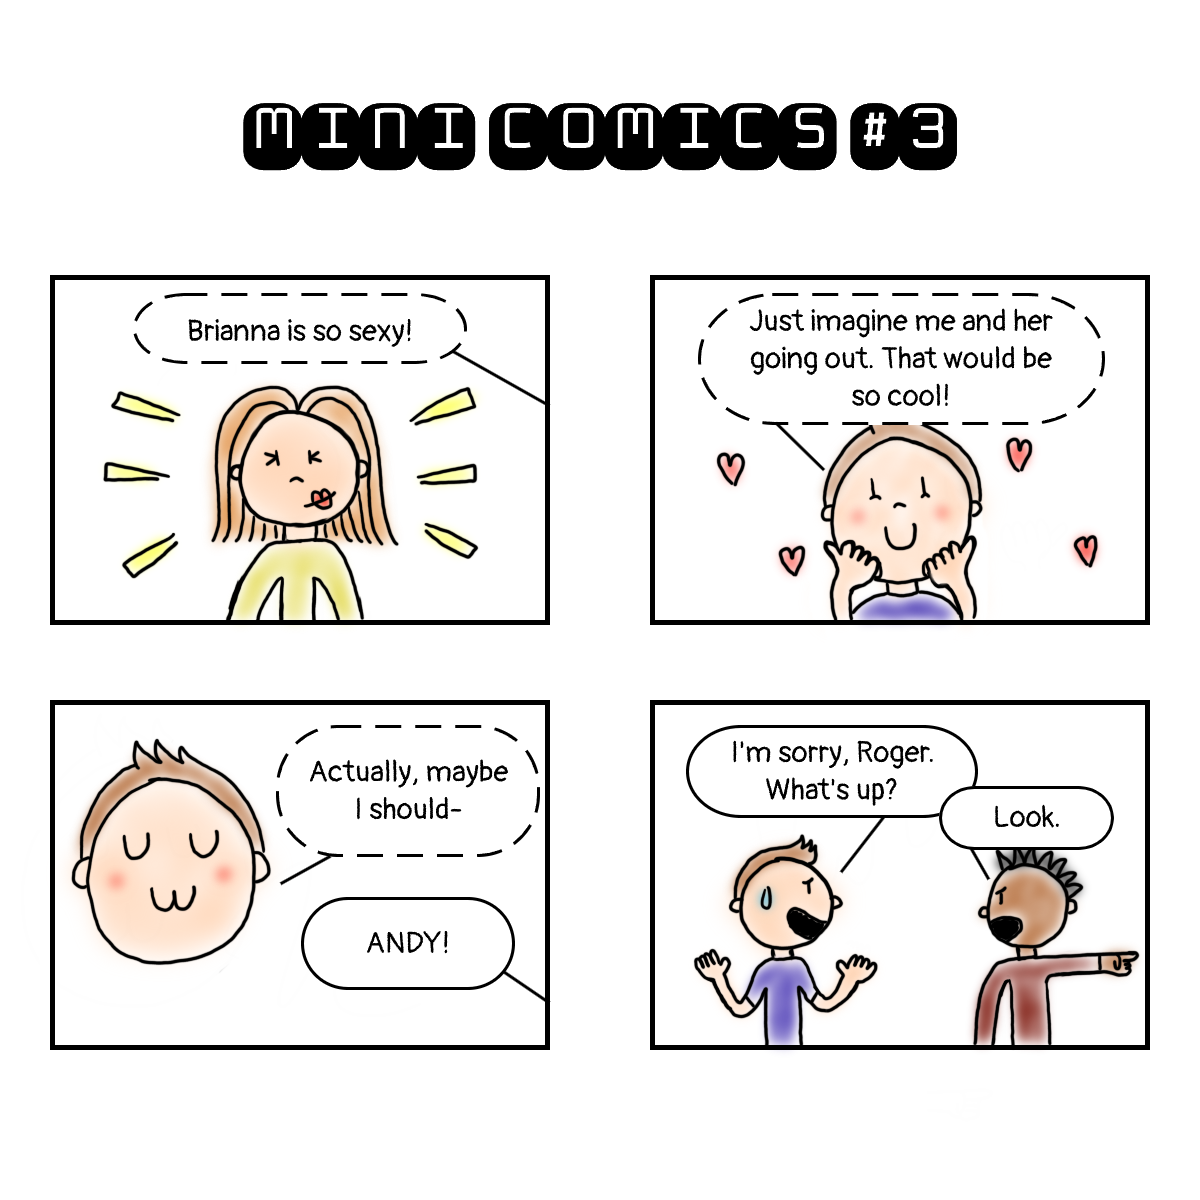 MINI COMICS #3
Brianna is so sexy!
Just imagine me and her
going out. That would be
so cool!
Actually, maybe
I should-
ANDY!
I'm sorry, Roger.
What's up?
Look.